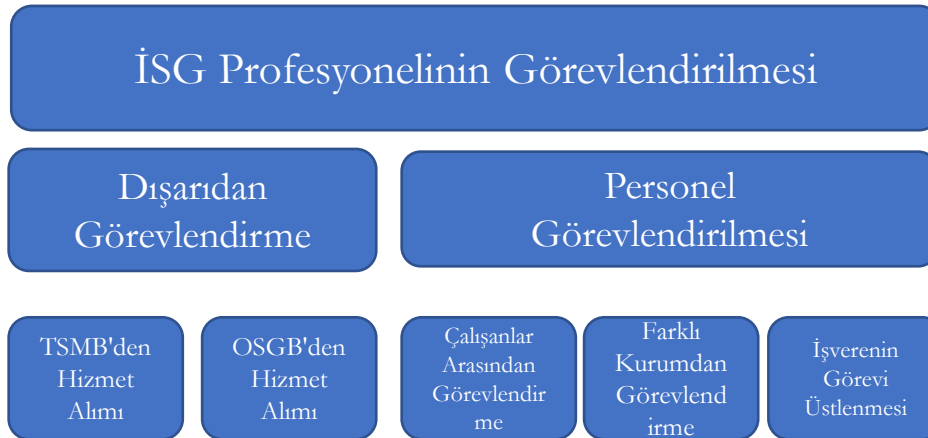 İSG Profesyonelinin Görevlendirilmesi
Dışarıdan
Görevlendirme
Personel
Görevlendirilmesi
TSMB'den
Hizmet
Alımı
OSGB'den
Hizmet
Alımı
Çalışanlar
Arasından
Görevlendir
me
Farklı
Kurumdan
Görevlend
irme
İşverenin
Görevi
Üstlenmesi